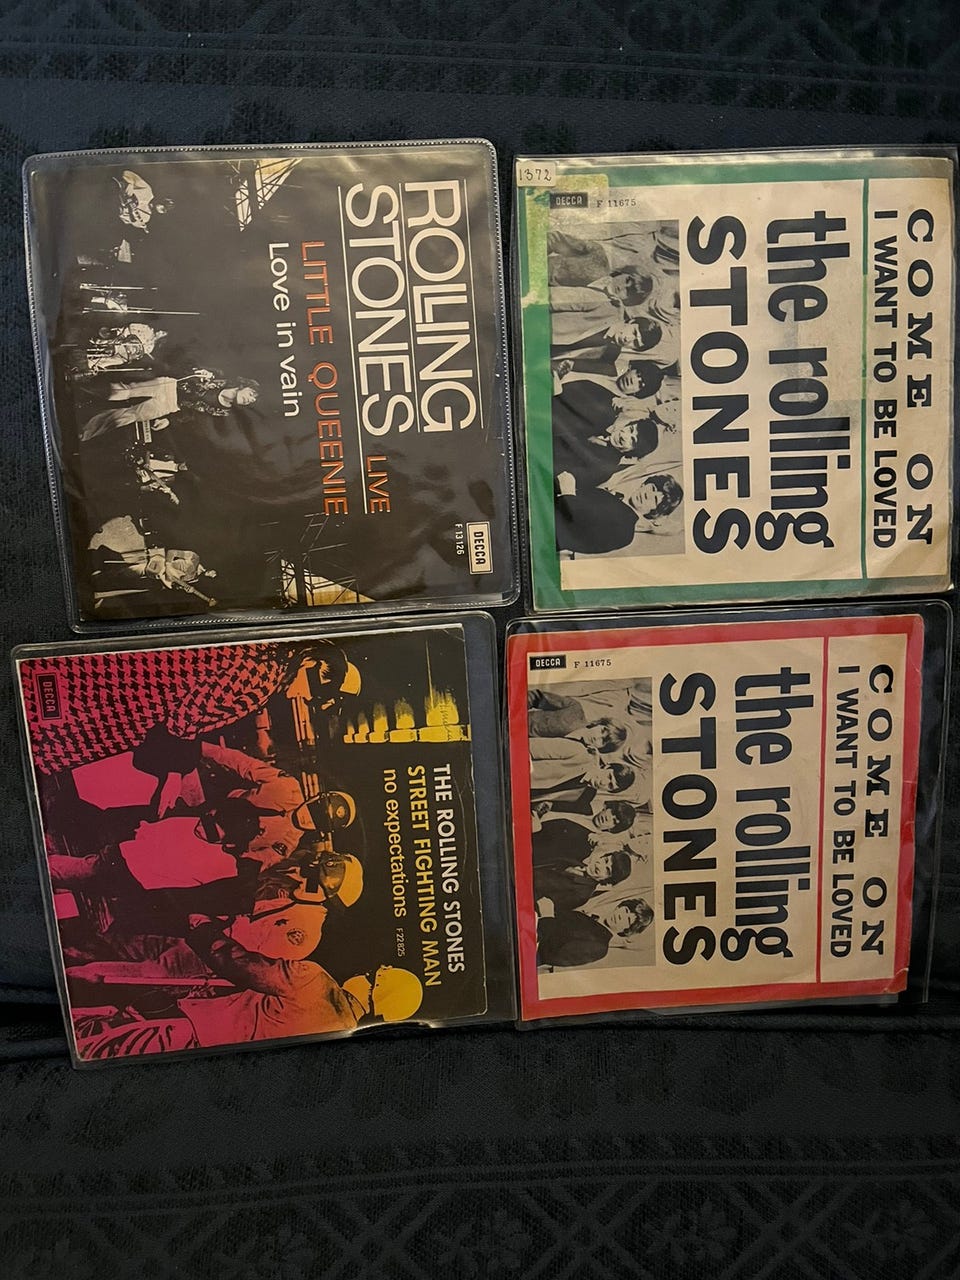 ROLLING
STONES LIVE
LITTLE QUEENIE
Love in vain
DECCA
F 13126
1372
COME ON
I WANT TO BE LOVED
the rolling
STONES
DECCA F 11675
THE ROLLING STONES
STREET FIGHTING MAN
no expectations F 22825
DECCA
COME ON
I WANT TO BE LOVED
the rolling
STONES
DECCA F 11675